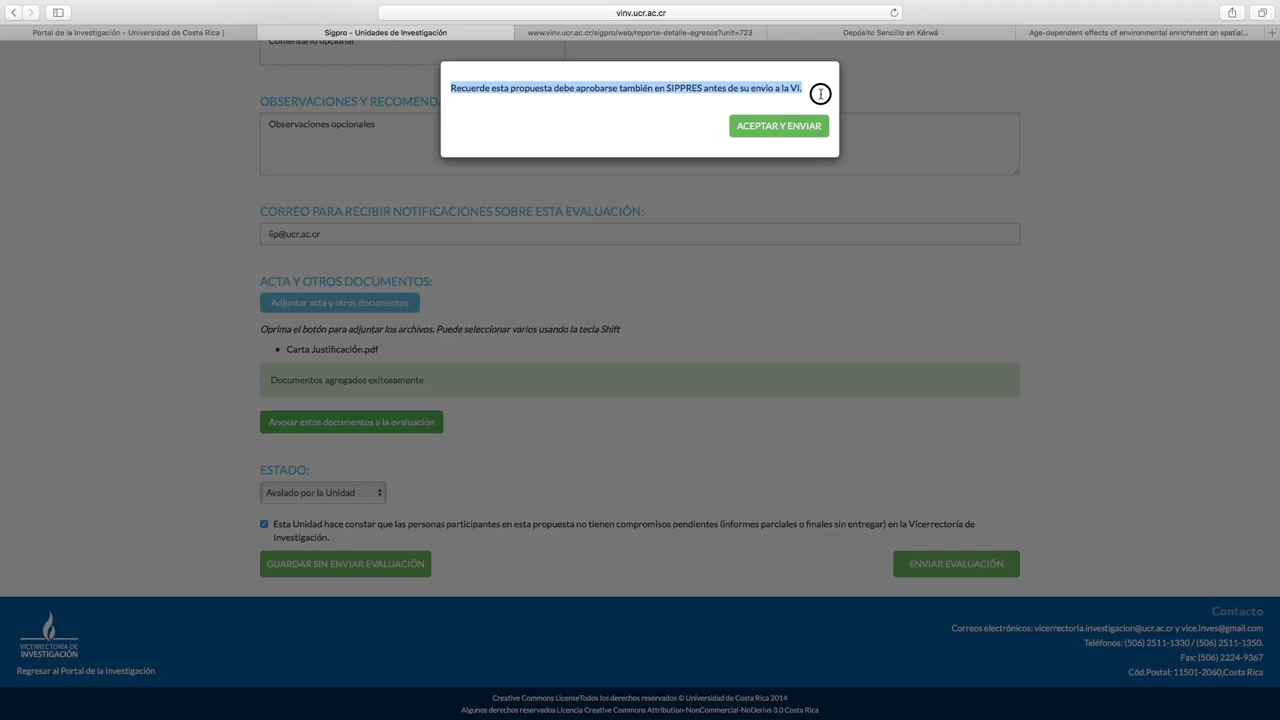 vinv.ucr.ac.cr
Portal de la Investigación - Universidad de Costa Rica |
Sigpro - Unidades de Investigación
www.vinv.ucr.ac.cr/sigpro/web/reporte-detalle-egresos?unit=723
Depósito Sencillo en Kérwá
Age-dependent effects of environmental enrichment on spatial...
Comentario opcional
Recuerde esta propuesta debe aprobarse también en SIPPRES antes de su envio a la VI.
ACEPTAR Y ENVIAR
OBSERVACIONES Y RECOMENDA
Observaciones opcionales
CORREO PARA RECIBIR NOTIFICACIONES SOBRE ESTA EVALUACIÓN:
iip@ucr.ac.cr
ACTA Y OTROS DOCUMENTOS:
Adjuntar acta y otros documentos
Oprima el botón para adjuntar los archivos. Puede seleccionar varios usando la tecla Shift
Carta Justificación.pdf
Documentos agregados exitosamente
Anexar estos documentos a la evaluación
ESTADO:
Avalado por la Unidad
Esta Unidad hace constar que las personas participantes en esta propuesta no tienen compromisos pendientes (informes parciales o finales sin entregar) en la Vicerrectoría de
Investigación.
GUARDAR SIN ENVIAR EVALUACIÓN
ENVIAR EVALUACIÓN
VICERRECTORÍA DE
INVESTIGACIÓN
Regresar al Portal de la Investigación
Contacto
Correos electrónicos: vicerrectoria.investigacion@ucr.ac.cr y vice.inves@gmail.com
Teléfonos: (506) 2511-1330 / (506) 2511-1350.
Fax: (506) 2224-9367
Cód.Postal: 11501-2060,Costa Rica
Creative Commons LicenseTodos los derechos reservados © Universidad de Costa Rica 2014
Algunos derechos reservados Licencia Creative Commons Attribution-NonCommercial-NoDerivs 3.0 Costa Rica